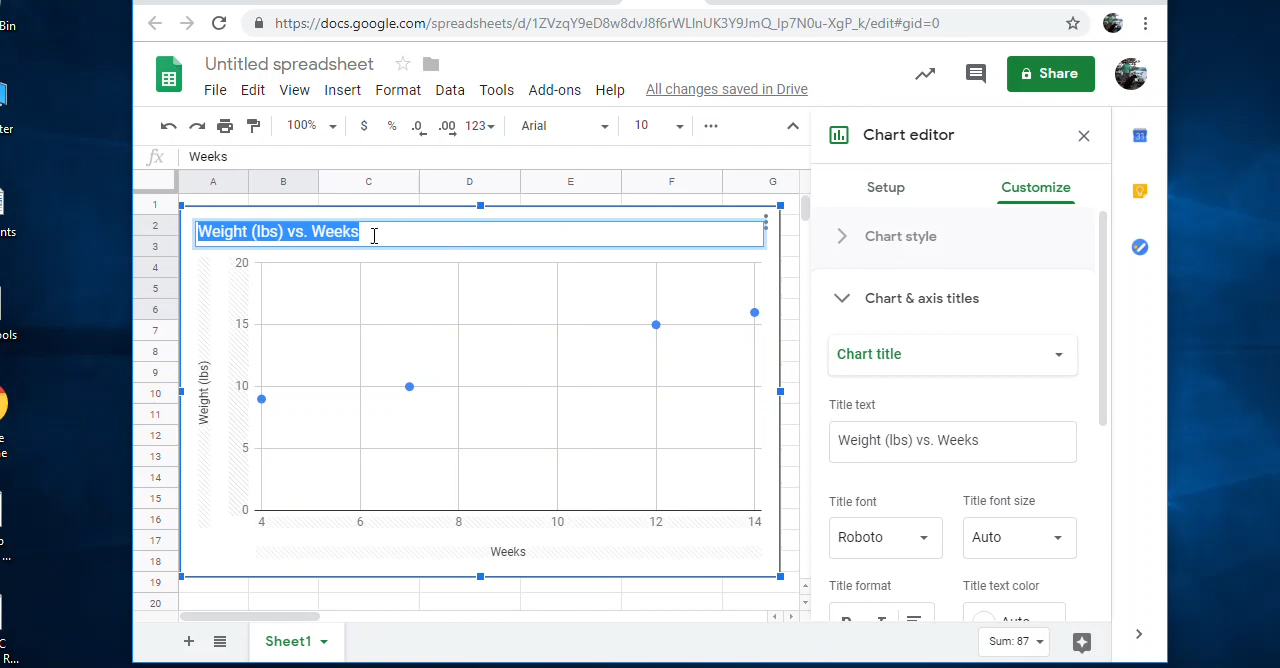 Bin
https://docs.google.com/spreadsheets/d/1ZVzqY9eD8w8dvJ8f6rWLlnUK3Y9JmQ_lp7N0u-XgP_k/edit#gid=0
Untitled spreadsheet
File Edit View Insert Format Data Tools Add-ons Help All changes saved in Drive
Share
100% $ % .0 .00 123 Arial 10
Weeks
A B C D E F G
1
2
3
4
5
6
7
8
9
10
11
12
13
14
15
16
17
18
19
20
Weight (lbs) vs. Weeks
20
15
10
5
0
Weight (lbs)
4 6 8 10 12 14
Weeks
Chart editor
Setup Customize
Chart style
Chart & axis titles
Chart title
Title text
Weight (lbs) vs. Weeks
Title font Title font size
Roboto Auto
Title format Title text color
Auto
31
Sheet1
Sum: 87
ter
nts
ools
e
ne
o
...
C
R...